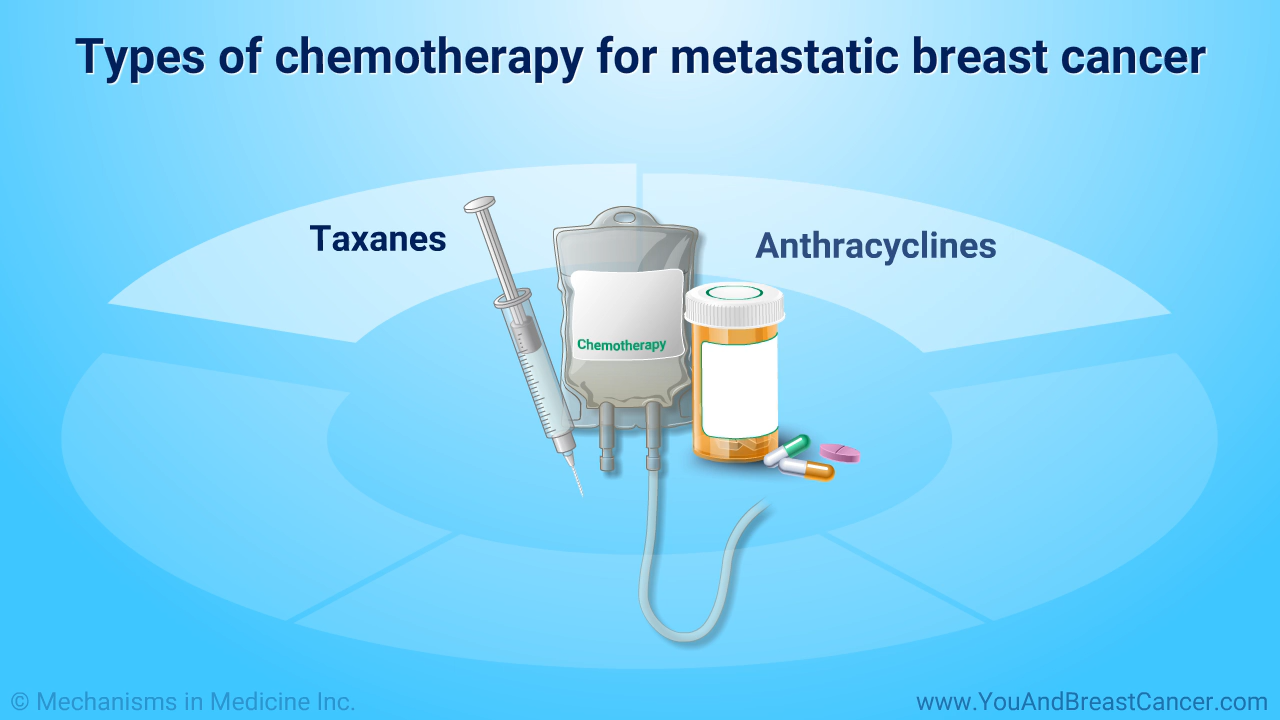 Types of chemotherapy for metastatic breast cancer
Taxanes
Anthracyclines
Chemotherapy
© Mechanisms in Medicine Inc.
www.YouAndBreastCancer.com